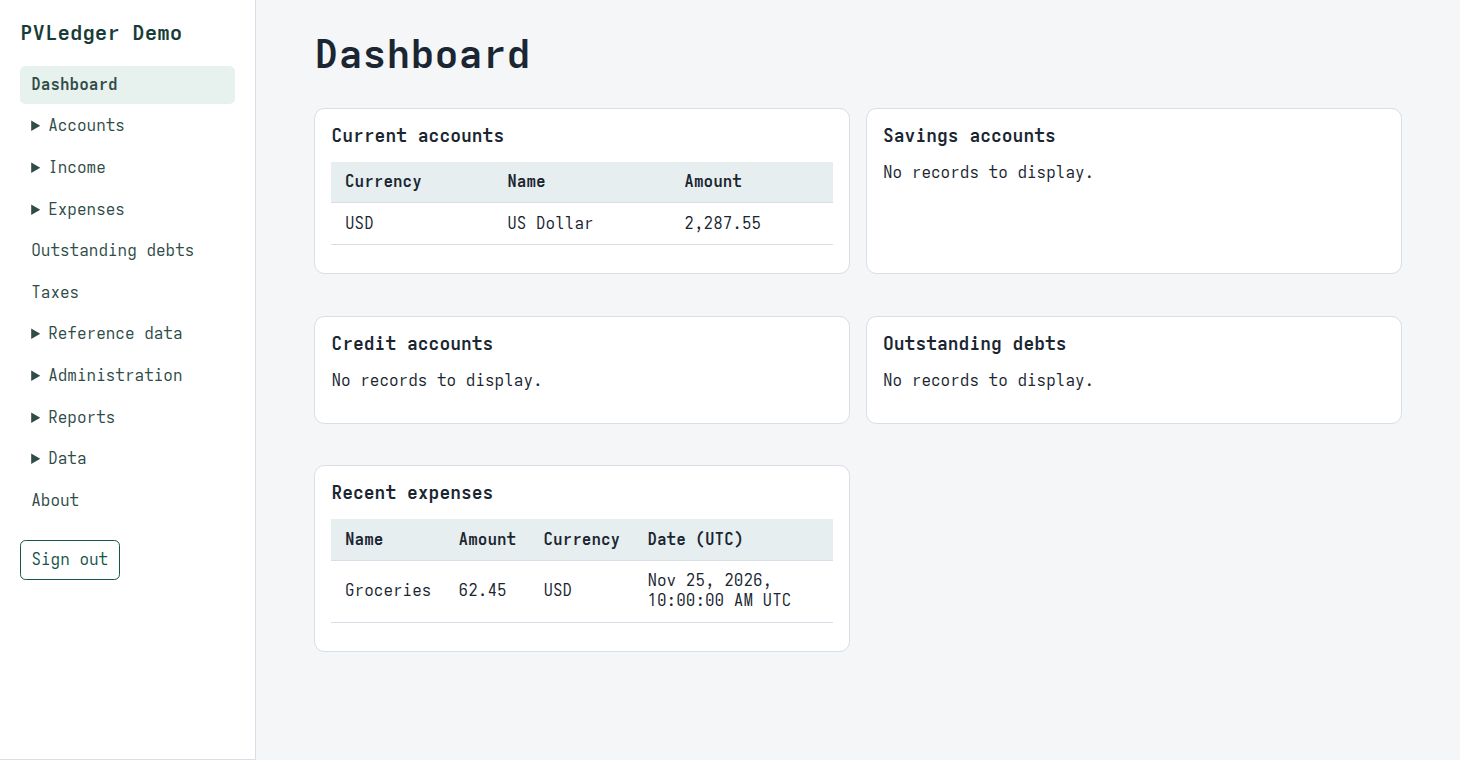 PVLedger Demo
Dashboard
Accounts
Income
Expenses
Outstanding debts
Taxes
Reference data
Administration
Reports
Data
About
Sign out
Dashboard
Current accounts
Currency Name Amount
USD US Dollar 2,287.55
Savings accounts
No records to display.
Credit accounts
No records to display.
Outstanding debts
No records to display.
Recent expenses
Name Amount Currency Date (UTC)
Groceries 62.45 USD Nov 25, 2026,
10:00:00 AM UTC